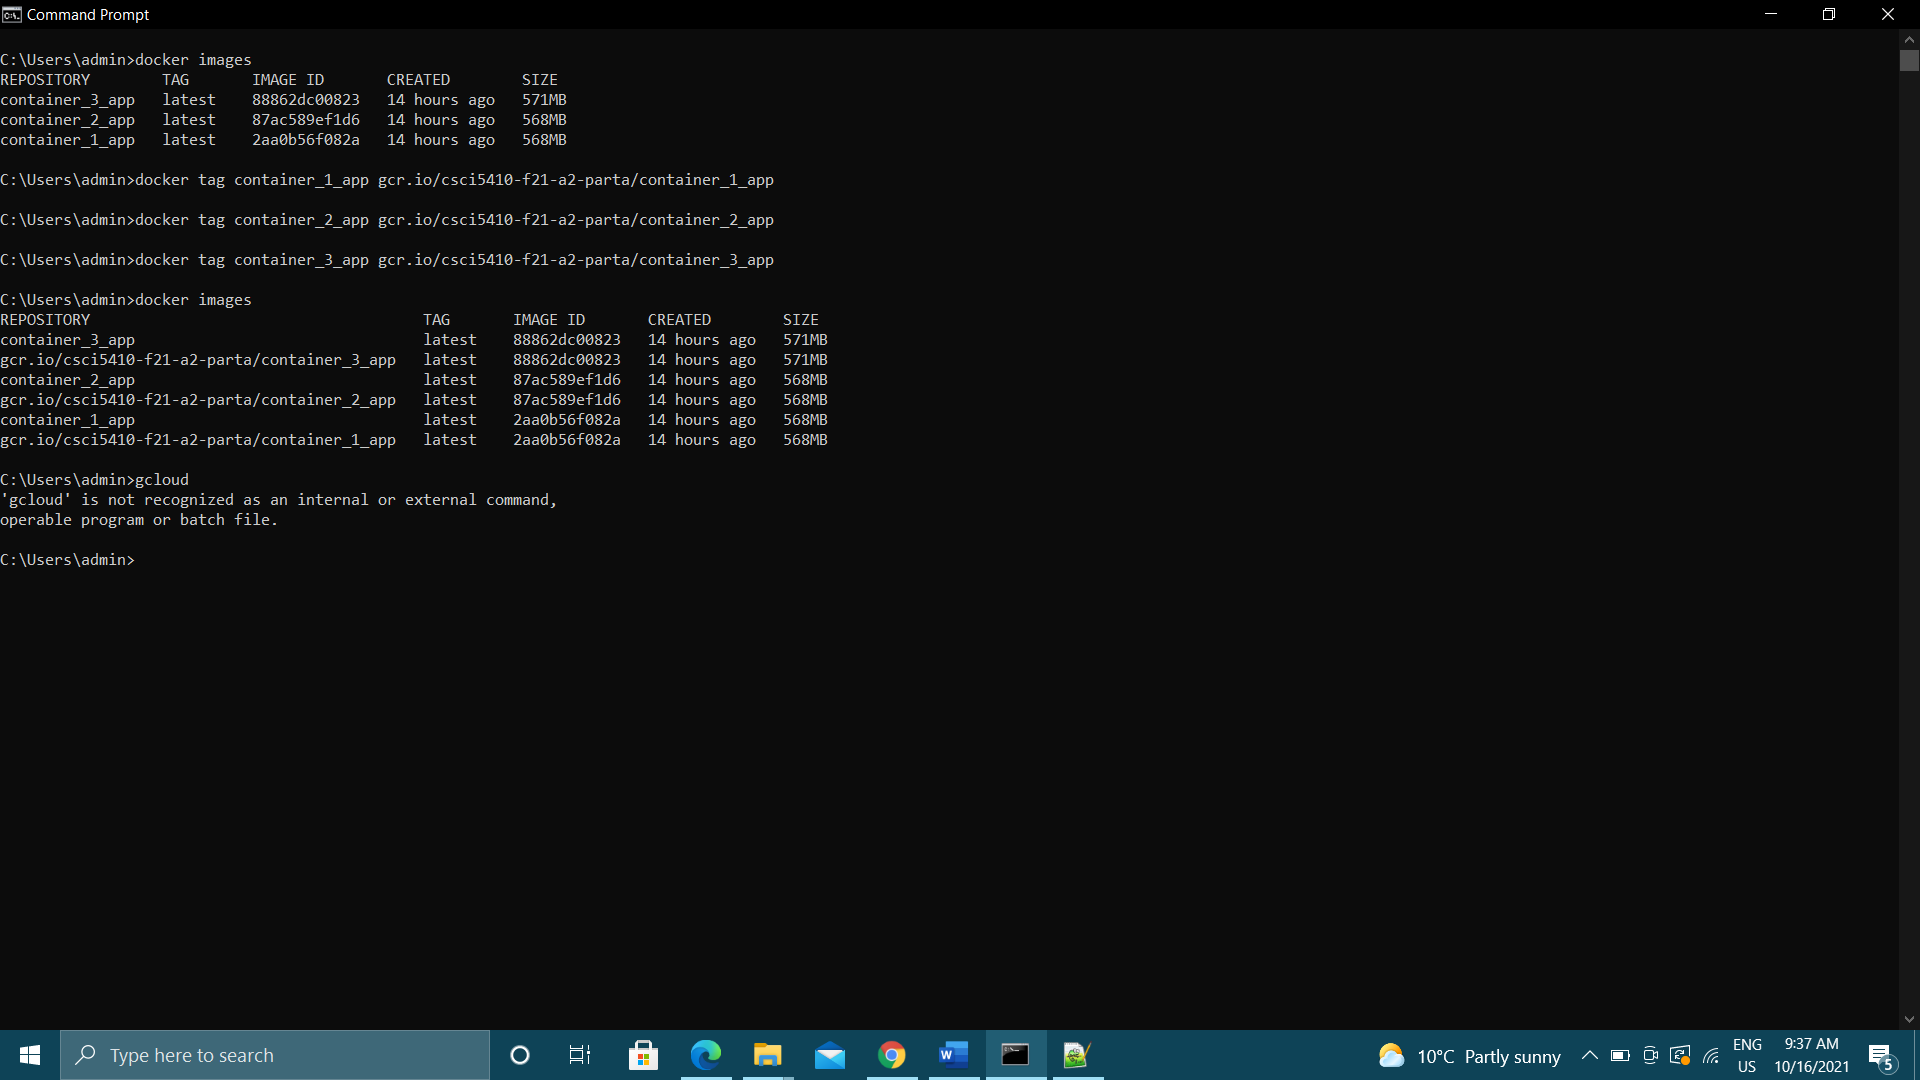 Command Prompt
C:\Users\admin>docker images
REPOSITORY TAG IMAGE ID CREATED SIZE
container_3_app latest 88862dc00823 14 hours ago 571MB
container_2_app latest 87ac589ef1d6 14 hours ago 568MB
container_1_app latest 2aa0b56f082a 14 hours ago 568MB
C:\Users\admin>docker tag container_1_app gcr.io/csci5410-f21-a2-parta/container_1_app
C:\Users\admin>docker tag container_2_app gcr.io/csci5410-f21-a2-parta/container_2_app
C:\Users\admin>docker tag container_3_app gcr.io/csci5410-f21-a2-parta/container_3_app
C:\Users\admin>docker images
REPOSITORY TAG IMAGE ID CREATED SIZE
container_3_app latest 88862dc00823 14 hours ago 571MB
gcr.io/csci5410-f21-a2-parta/container_3_app latest 88862dc00823 14 hours ago 571MB
container_2_app latest 87ac589ef1d6 14 hours ago 568MB
gcr.io/csci5410-f21-a2-parta/container_2_app latest 87ac589ef1d6 14 hours ago 568MB
container_1_app latest 2aa0b56f082a 14 hours ago 568MB
gcr.io/csci5410-f21-a2-parta/container_1_app latest 2aa0b56f082a 14 hours ago 568MB
C:\Users\admin>gcloud
'gcloud' is not recognized as an internal or external command,
operable program or batch file.
C:\Users\admin>
Type here to search
10°C Partly sunny
ENG
US
9:37 AM
10/16/2021
5